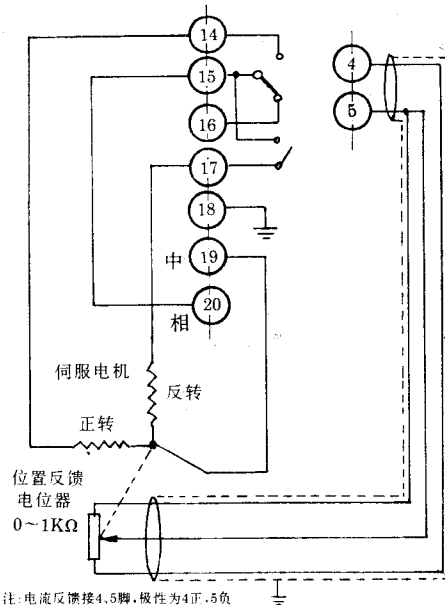 14
15
16
17
18
中 19
20
相
4
5
伺服电机
反转
正转
位置反馈
电位器
0～1KΩ
注:电流反馈接4、5脚,极性为4正,5负